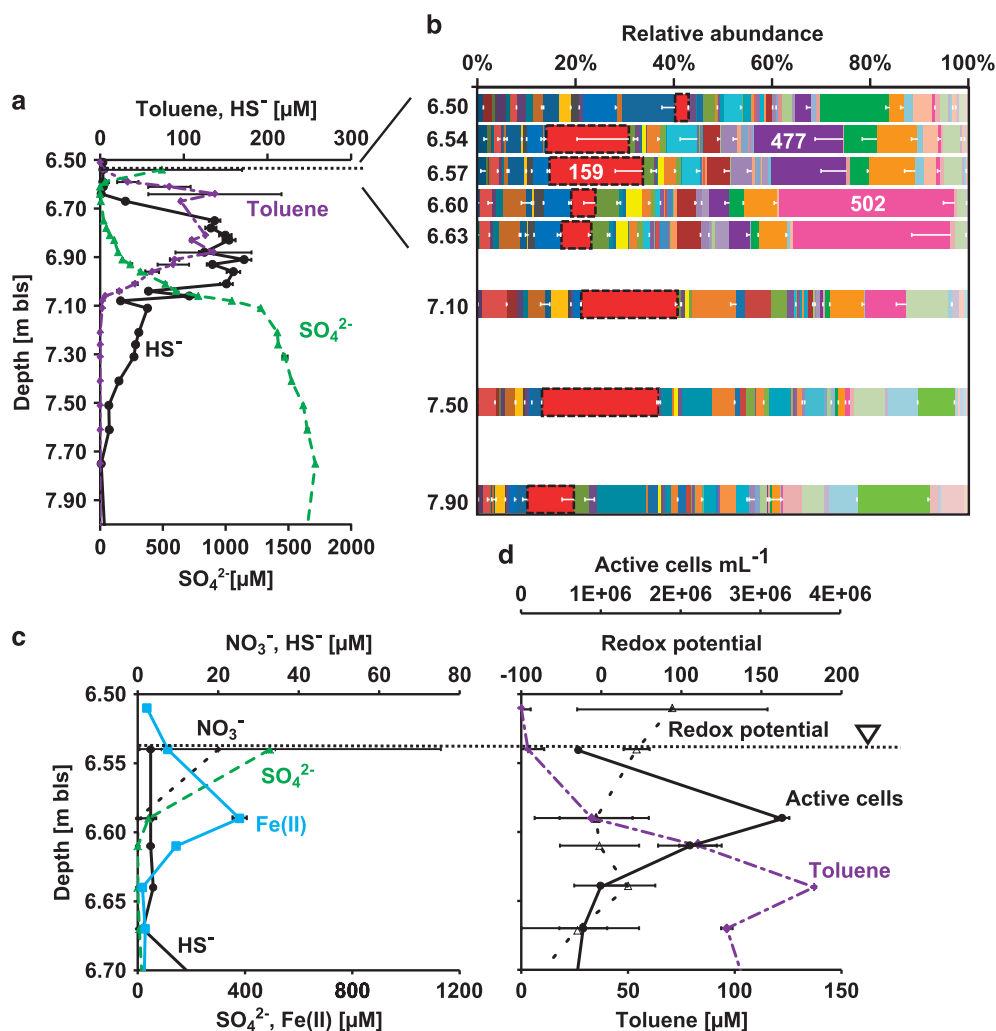 b
Relative abundance
0% 20% 40% 60% 80% 100%
a
Toluene, HS⁻ [µM]
0 100 200 300
6.50
6.70
6.90
7.10
7.30
7.50
7.70
7.90
Depth [m bls]
Toluene
SO₄²⁻
HS⁻
0 500 1000 1500 2000
SO₄²⁻[µM]
6.50
6.54
477
6.57
159
6.60
502
6.63
7.10
7.50
7.90
d
Active cells mL⁻¹
0 1E+06 2E+06 3E+06 4E+06
c
NO₃⁻, HS⁻ [µM]
0 20 40 60 80
6.50
6.55
6.60
6.65
6.70
Depth [m bls]
NO₃⁻
SO₄²⁻
Fe(II)
HS⁻
0 400 800 1200
SO₄²⁻, Fe(II) [µM]
Redox potential
-100 0 100 200
Redox potential
Active cells
Toluene
0 50 100 150
Toluene [µM]